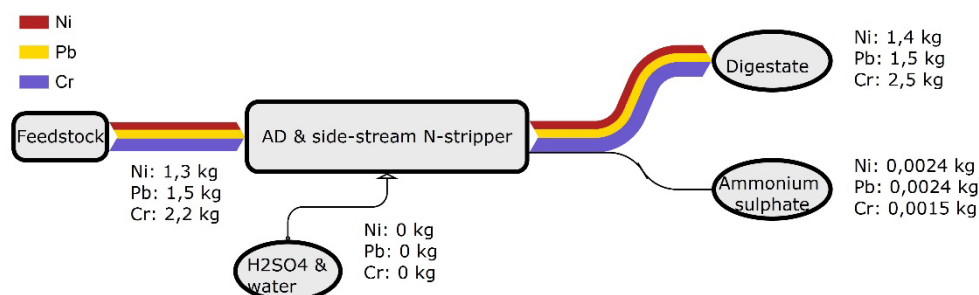 Ni
Pb
Cr
Feedstock
Ni: 1,3 kg
Pb: 1,5 kg
Cr: 2,2 kg
AD & side-stream N-stripper
H2SO4 &
water
Ni: 0 kg
Pb: 0 kg
Cr: 0 kg
Digestate
Ni: 1,4 kg
Pb: 1,5 kg
Cr: 2,5 kg
Ammonium
sulphate
Ni: 0,0024 kg
Pb: 0,0024 kg
Cr: 0,0015 kg